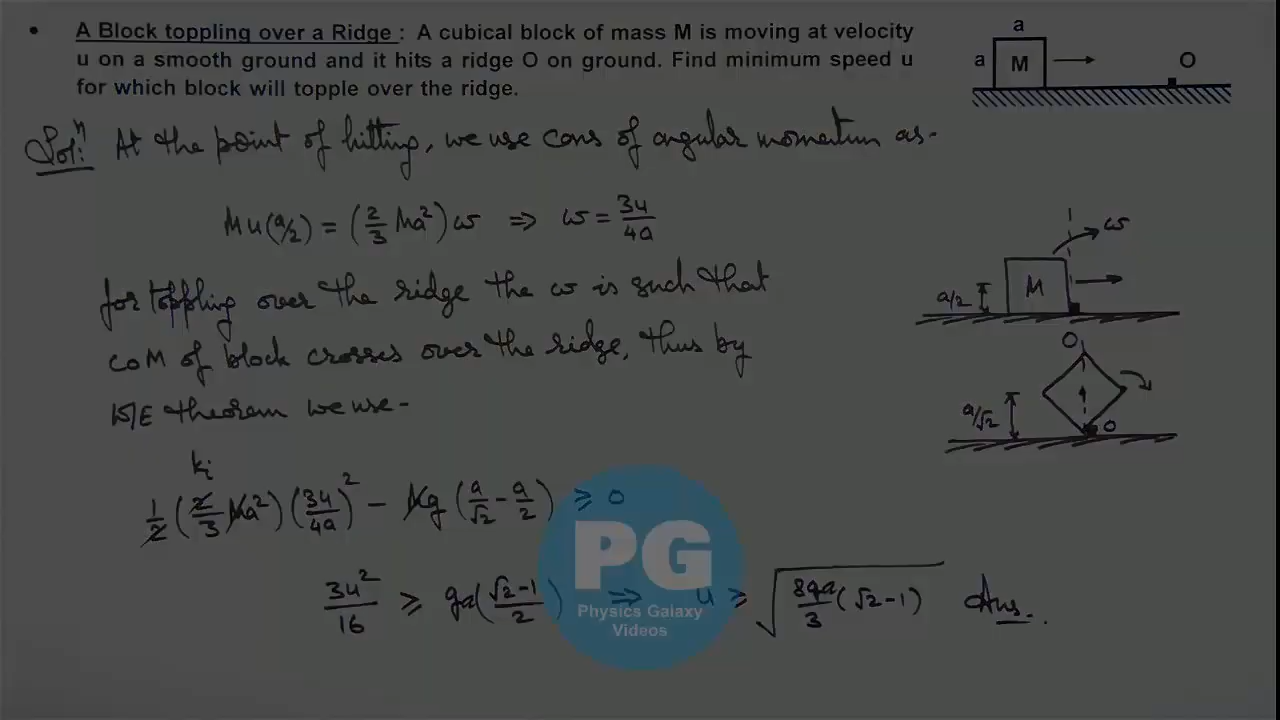 • A Block toppling over a Ridge : A cubical block of mass M is moving at velocity
u on a smooth ground and it hits a ridge O on ground. Find minimum speed u
for which block will topple over the ridge.
a
a M O
Solⁿ: At the point of hitting, we use cons of angular momentum as-
Mu(a/2) = (2/3 Ma²) ω ⇒ ω = 3u/4a
ω
for toppling over the ridge the ω is such that
a/2 M
COM of block crosses over the ridge, thus by
O
W/E theorem we use-
a/√2 O
ki
1/2 (2/3 Ma²) (3u/4a)² - Mg (a/√2 - a/2) ≥ 0
3u²/16 ≥ ga(√2-1/2) ⇒ u ≥ √(8ga/3 (√2-1)) Ans.
PG
Physics Galaxy
Videos